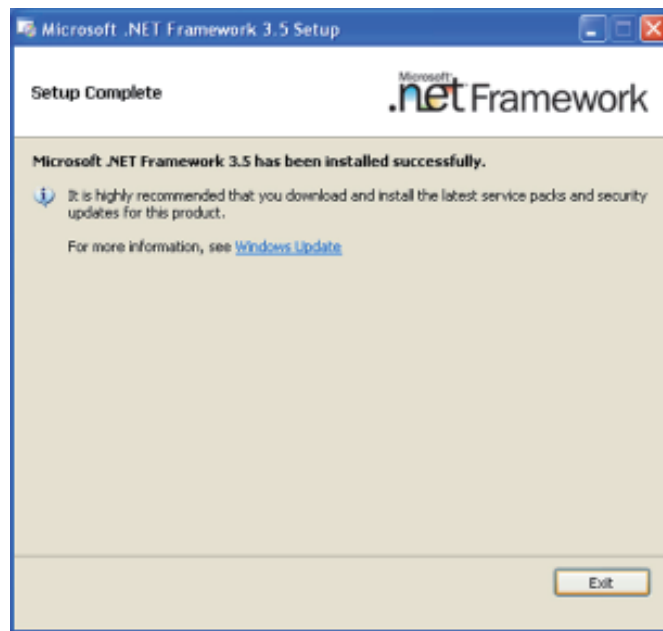 Microsoft .NET Framework 3.5 Setup
Setup Complete
Microsoft
.net Framework
Microsoft .NET Framework 3.5 has been installed successfully.
It is highly recommended that you download and install the latest service packs and security
updates for this product.
For more information, see Windows Update
Exit